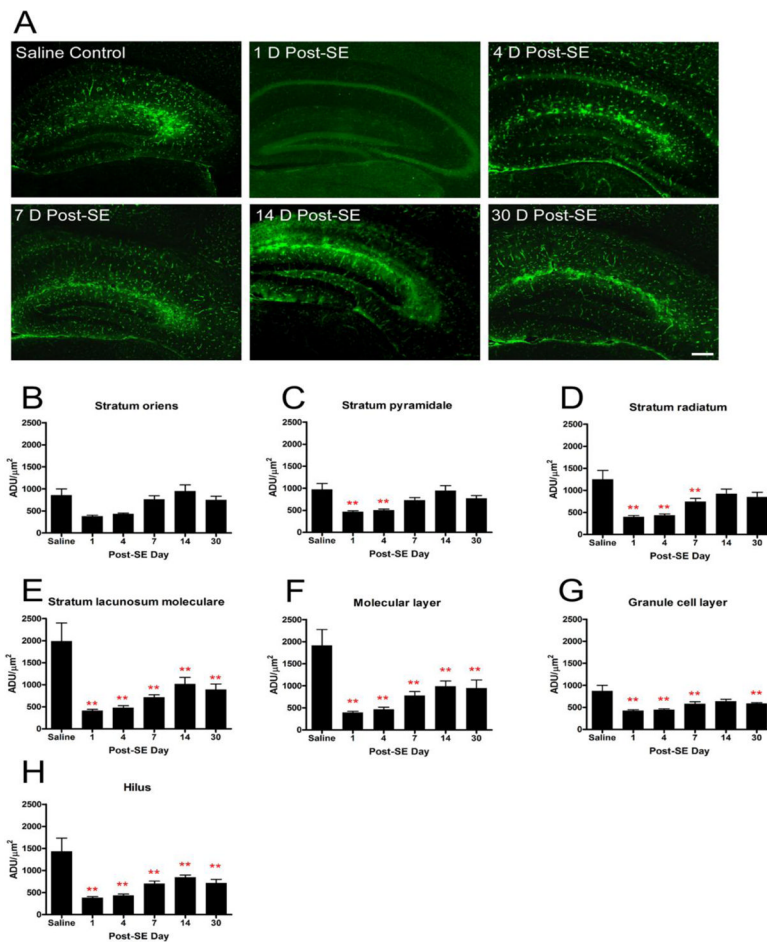 A
Saline Control
1 D Post-SE
4 D Post-SE
7 D Post-SE
14 D Post-SE
30 D Post-SE
B
Stratum oriens
2500
2000
1500
1000
500
0
ADU/μm²
Saline 1 4 7 14 30
Post-SE Day
C
Stratum pyramidale
2500
2000
1500
1000
500
0
ADU/μm²
** **
Saline 1 4 7 14 30
Post-SE Day
D
Stratum radiatum
2500
2000
1500
1000
500
0
ADU/μm²
** ** **
Saline 1 4 7 14 30
Post-SE Day
E
Stratum lacunosum moleculare
2500
2000
1500
1000
500
0
ADU/μm²
** ** ** ** **
Saline 1 4 7 14 30
Post-SE Day
F
Molecular layer
2500
2000
1500
1000
500
0
ADU/μm²
** ** ** ** **
Saline 1 4 7 14 30
Post-SE Day
G
Granule cell layer
2500
2000
1500
1000
500
0
ADU/μm²
** ** ** **
Saline 1 4 7 14 30
Post-SE Day
H
Hilus
2500
2000
1500
1000
500
0
ADU/μm²
** ** ** ** **
Saline 1 4 7 14 30
Post-SE Day